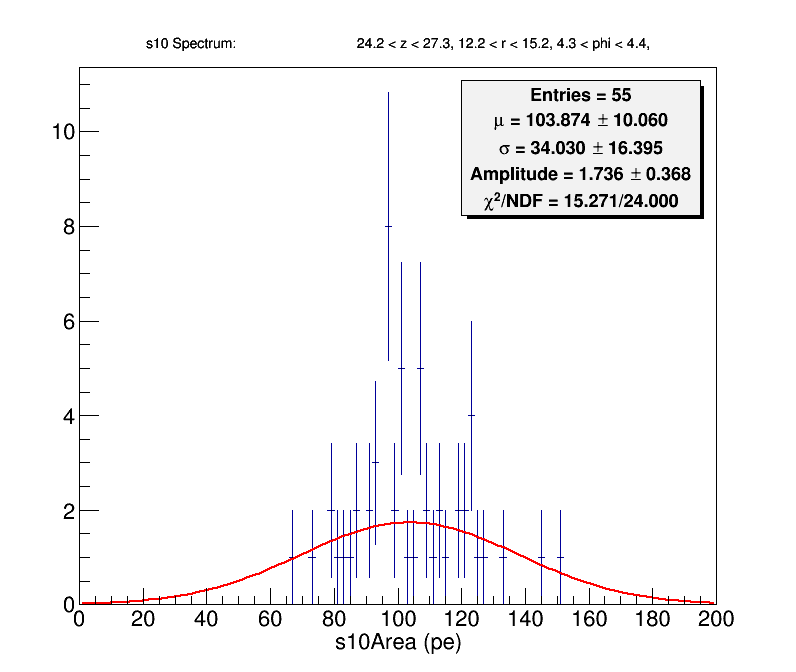 s10 Spectrum: 24.2 < z < 27.3, 12.2 < r < 15.2, 4.3 < phi < 4.4,
Entries = 55
μ = 103.874 ± 10.060
σ = 34.030 ± 16.395
Amplitude = 1.736 ± 0.368
χ²/NDF = 15.271/24.000
10
8
6
4
2
0
0 20 40 60 80 100 120 140 160 180 200
s10Area (pe)